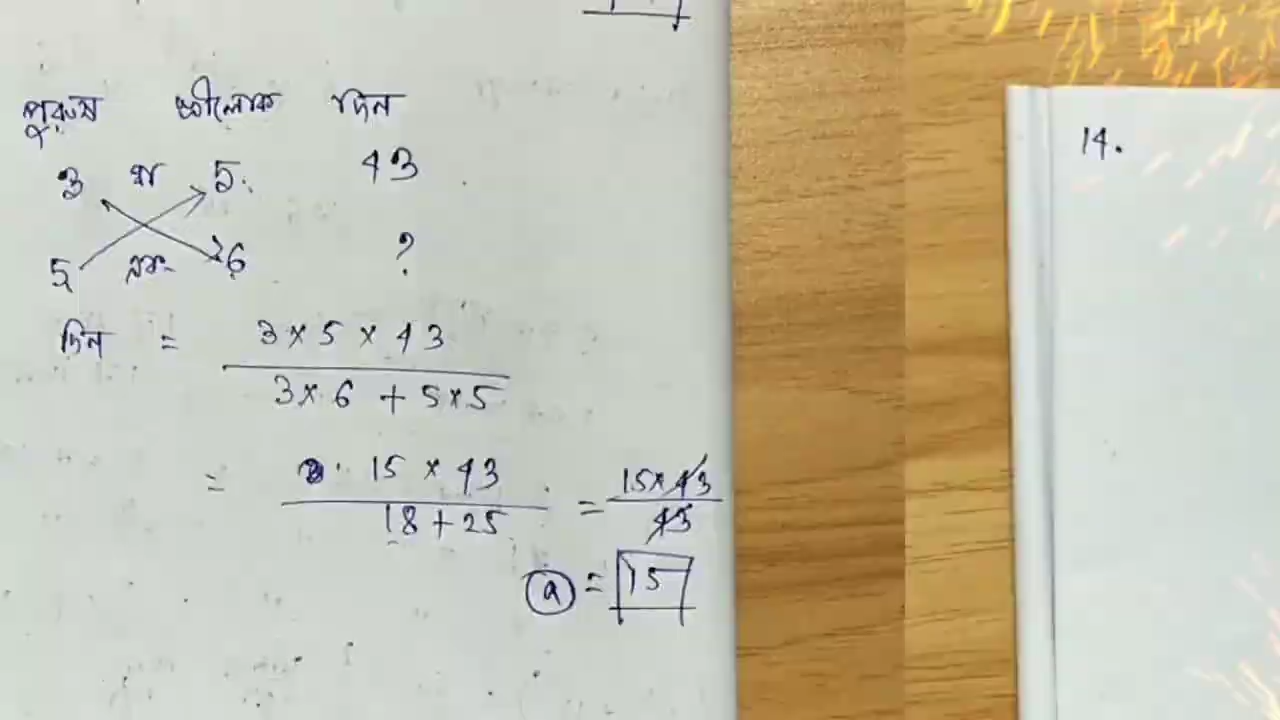 পুরুষ স্ত্রীলোক দিন
3 বা 5 43
5 এবং 6 ?
দিন = 3 × 5 × 43
3 × 6 + 5 × 5
= 15 × 43 = 15 × 43
18 + 25 43
(a) = 15
14.